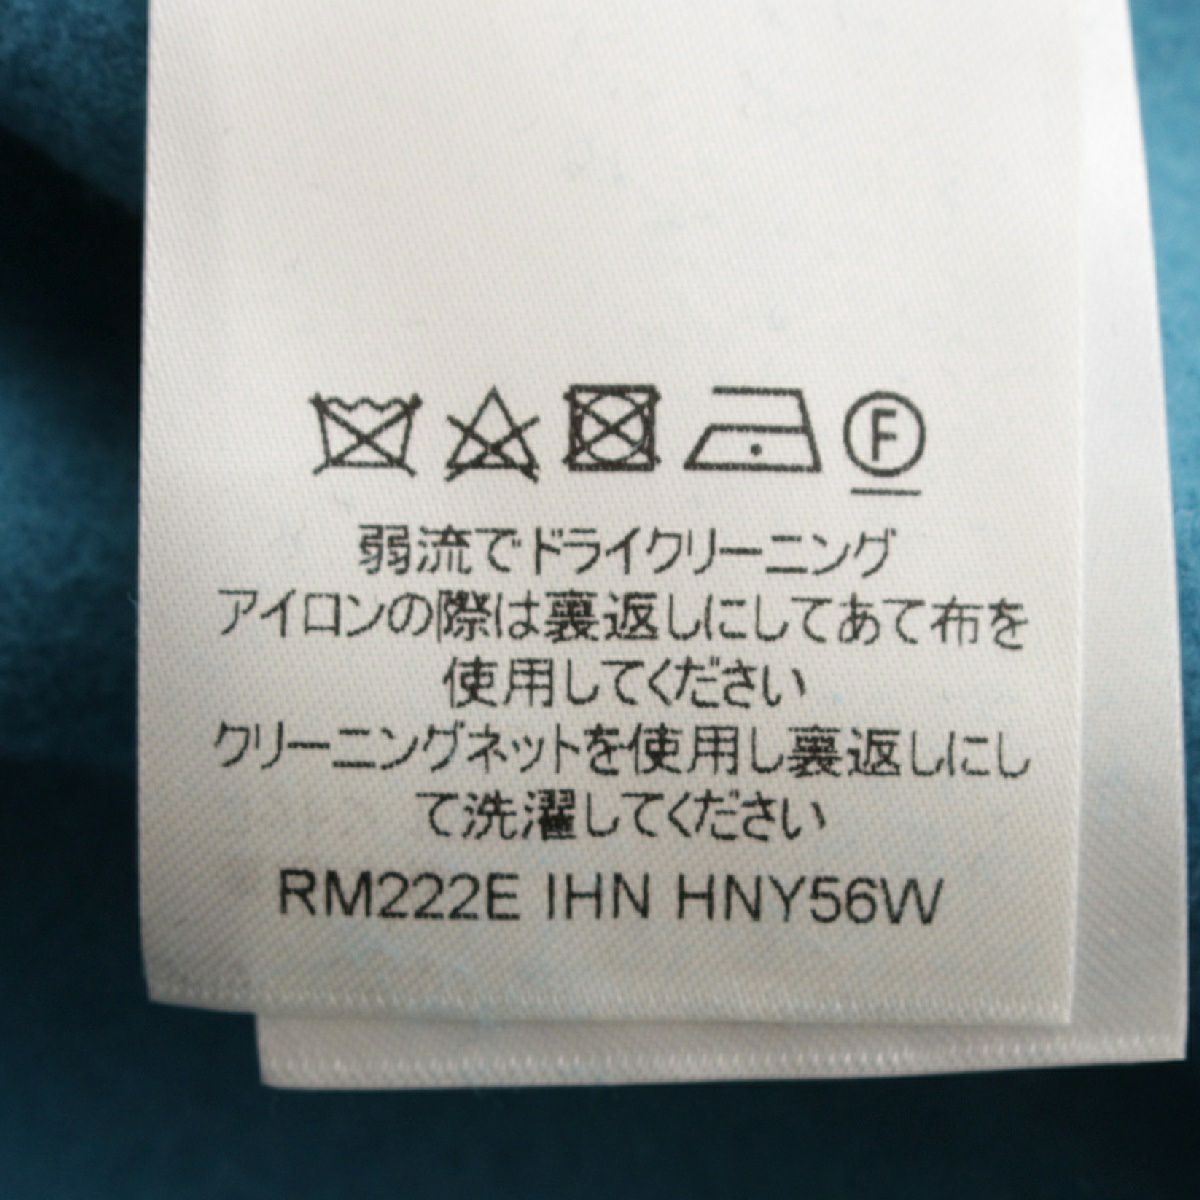 F
弱流でドライクリーニング
アイロンの際は裏返しにしてあて布を
使用してください
クリーニングネットを使用し裏返しにし
て洗濯してください
RM222E IHN HNY56W